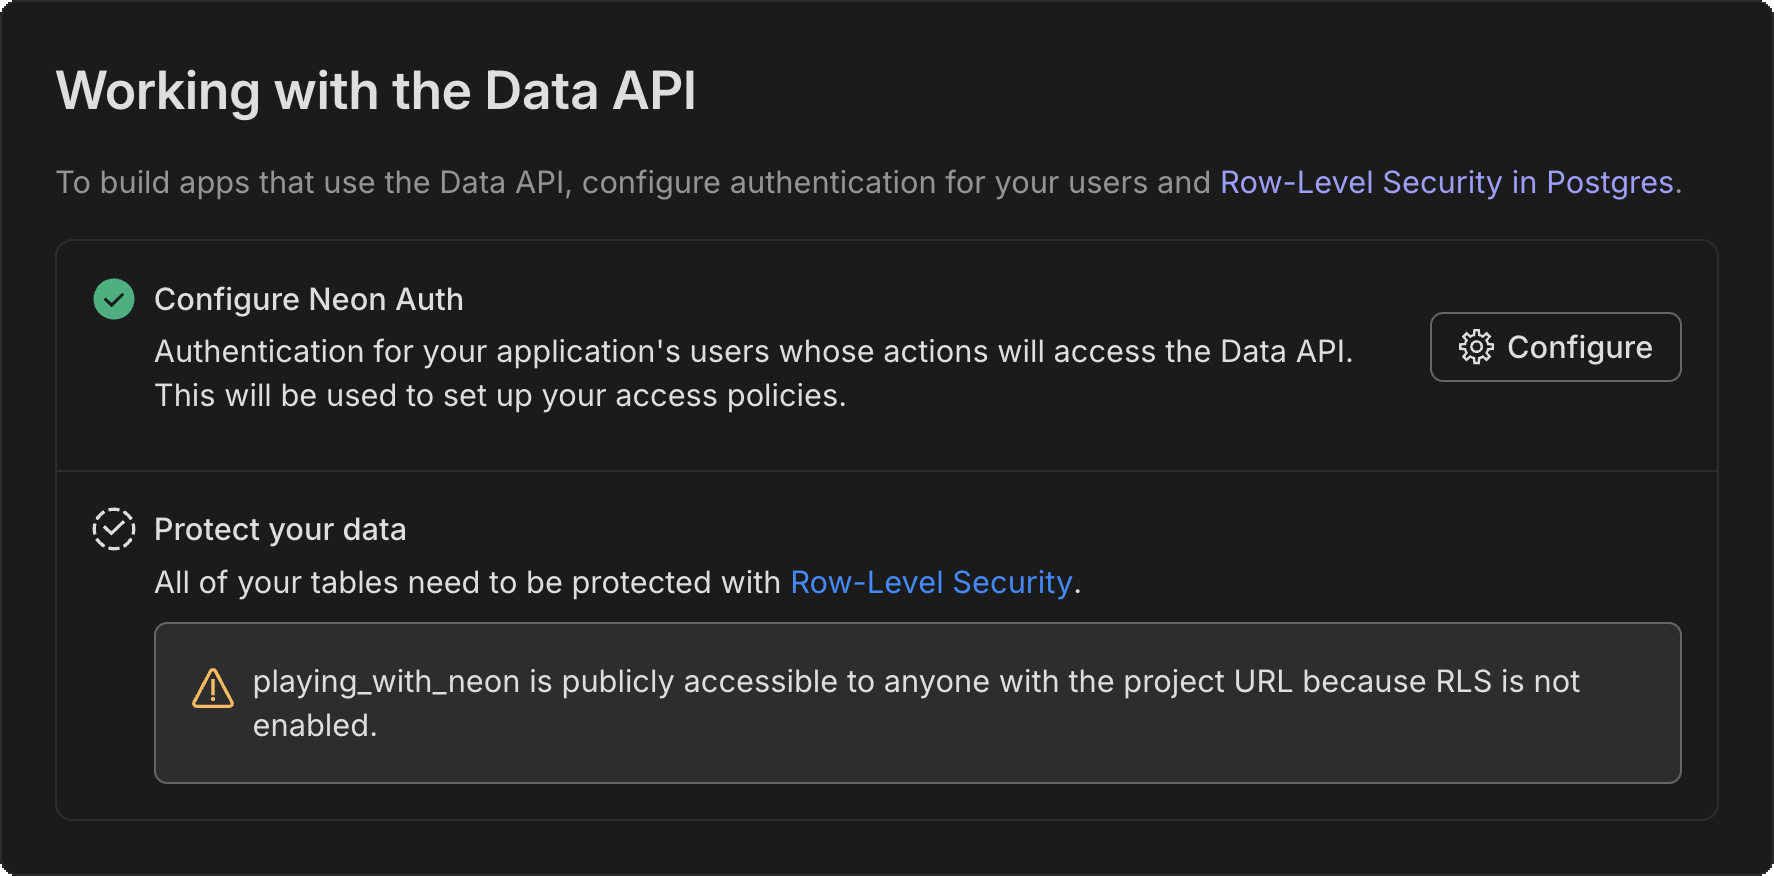 Working with the Data API
To build apps that use the Data API, configure authentication for your users and Row-Level Security in Postgres.
Configure Neon Auth
Authentication for your application's users whose actions will access the Data API.
This will be used to set up your access policies.
Configure
Protect your data
All of your tables need to be protected with Row-Level Security.
playing_with_neon is publicly accessible to anyone with the project URL because RLS is not
enabled.